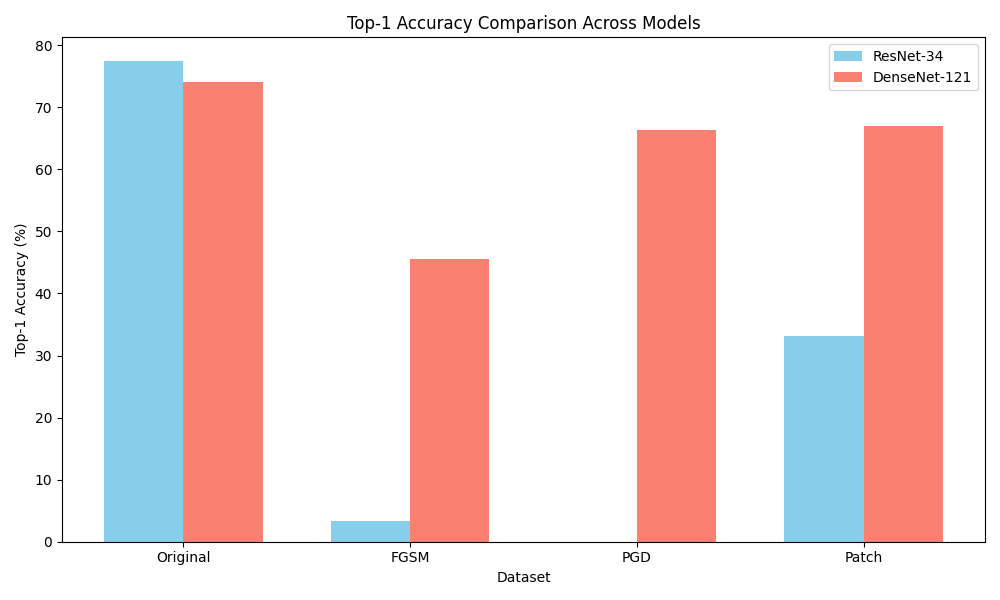 Top-1 Accuracy Comparison Across Models
ResNet-34
DenseNet-121
Top-1 Accuracy (%)
80
70
60
50
40
30
20
10
0
Original FGSM PGD Patch
Dataset